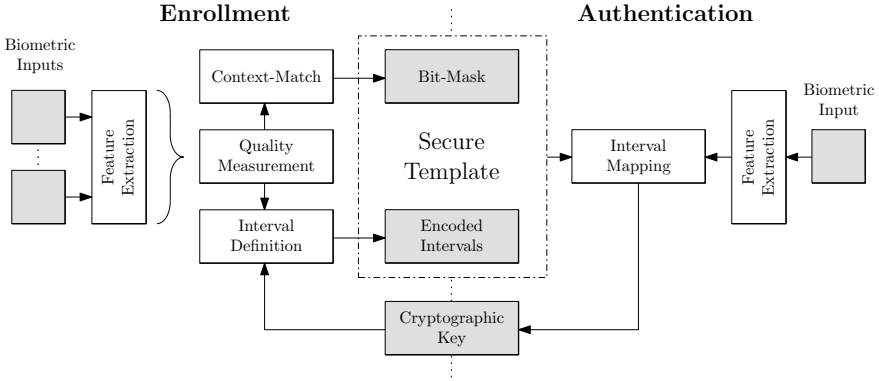 Enrollment
Authentication
Biometric
Inputs
Feature
Extraction
Context-Match
Quality
Measurement
Interval
Definition
Bit-Mask
Secure
Template
Encoded
Intervals
Cryptographic
Key
Interval
Mapping
Feature
Extraction
Biometric
Input